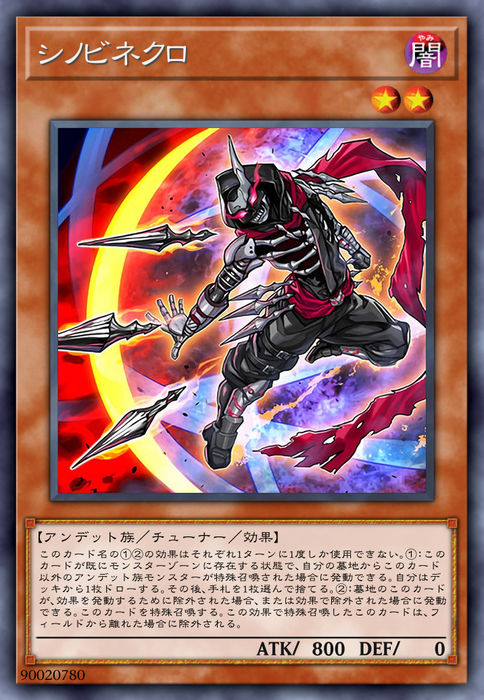 シノビネクロ
やみ
闇
【アンデット族／チューナー／効果】
このカード名の①②の効果はそれぞれ1ターンに1度しか使用できない。①:この
カードが既にモンスターゾーンに存在する状態で、自分の墓地からこのカード
以外のアンデット族モンスターが特殊召喚された場合に発動できる。自分はデ
ッキから1枚ドローする。その後、手札を1枚選んで捨てる。②:墓地のこのカード
が、効果を発動するために除外された場合、または効果で除外された場合に発動
できる。このカードを特殊召喚する。この効果で特殊召喚したこのカードは、フ
ィールドから離れた場合に除外される。
ATK/ 800 DEF/ 0
90020780